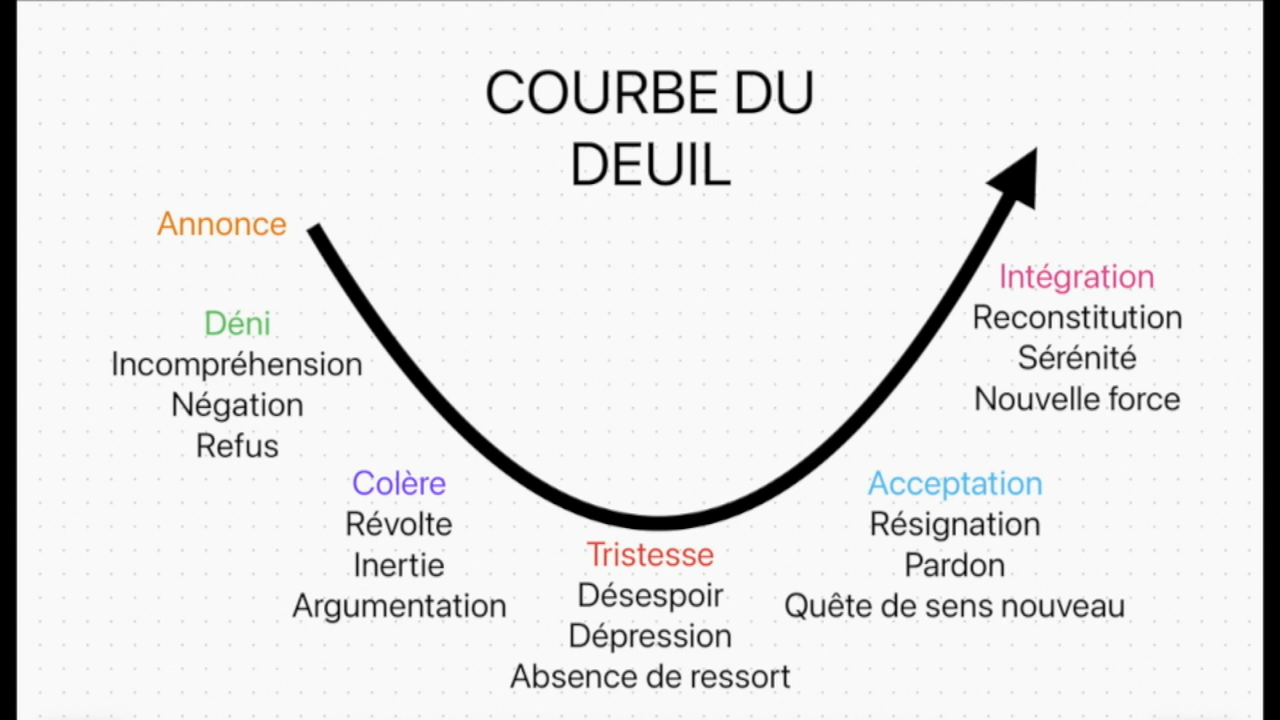 COURBE DU
DEUIL
Annonce
Déni
Incompréhension
Négation
Refus
Colère
Révolte
Inertie
Argumentation
Tristesse
Désespoir
Dépression
Absence de ressort
Acceptation
Résignation
Pardon
Quête de sens nouveau
Intégration
Reconstitution
Sérénité
Nouvelle force